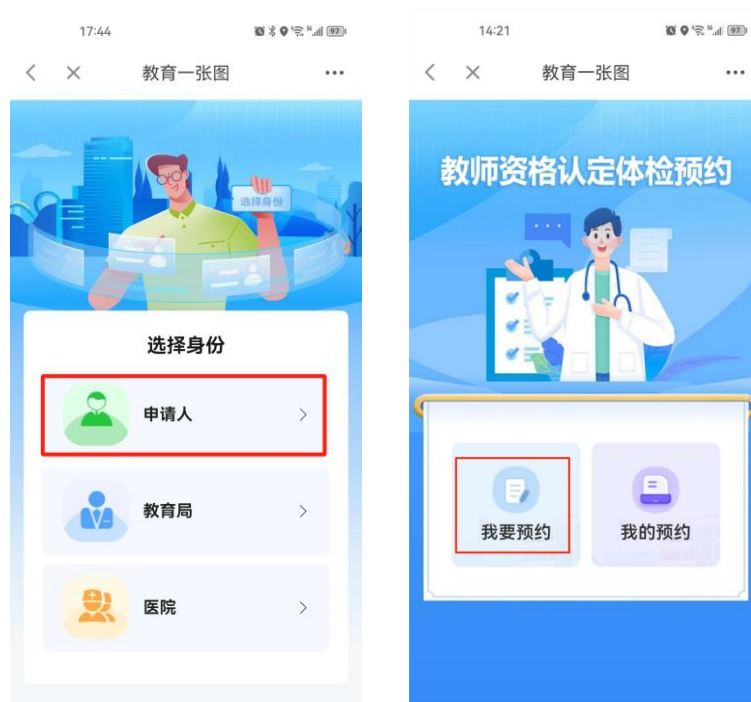 17:44
97
教育一张图
选择身份
选择身份
申请人
教育局
医院
14:21
97
教育一张图
教师资格认定体检预约
我要预约
我的预约